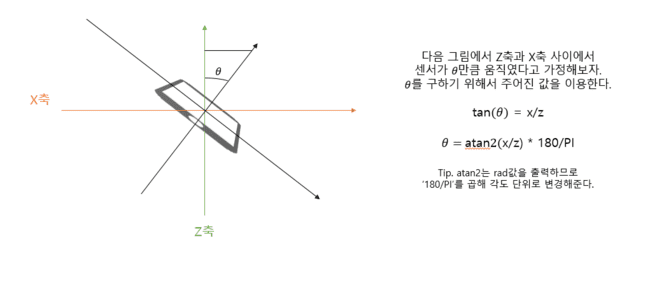 X축
θ
Z축
다음 그림에서 Z축과 X축 사이에서
센서가 θ만큼 움직였다고 가정해보자.
θ를 구하기 위해서 주어진 값을 이용한다.
tan(θ) = x/z
θ = atan2(x/z) * 180/PI
Tip. atan2는 rad값을 출력하므로
'180/PI'를 곱해 각도 단위로 변경해준다.